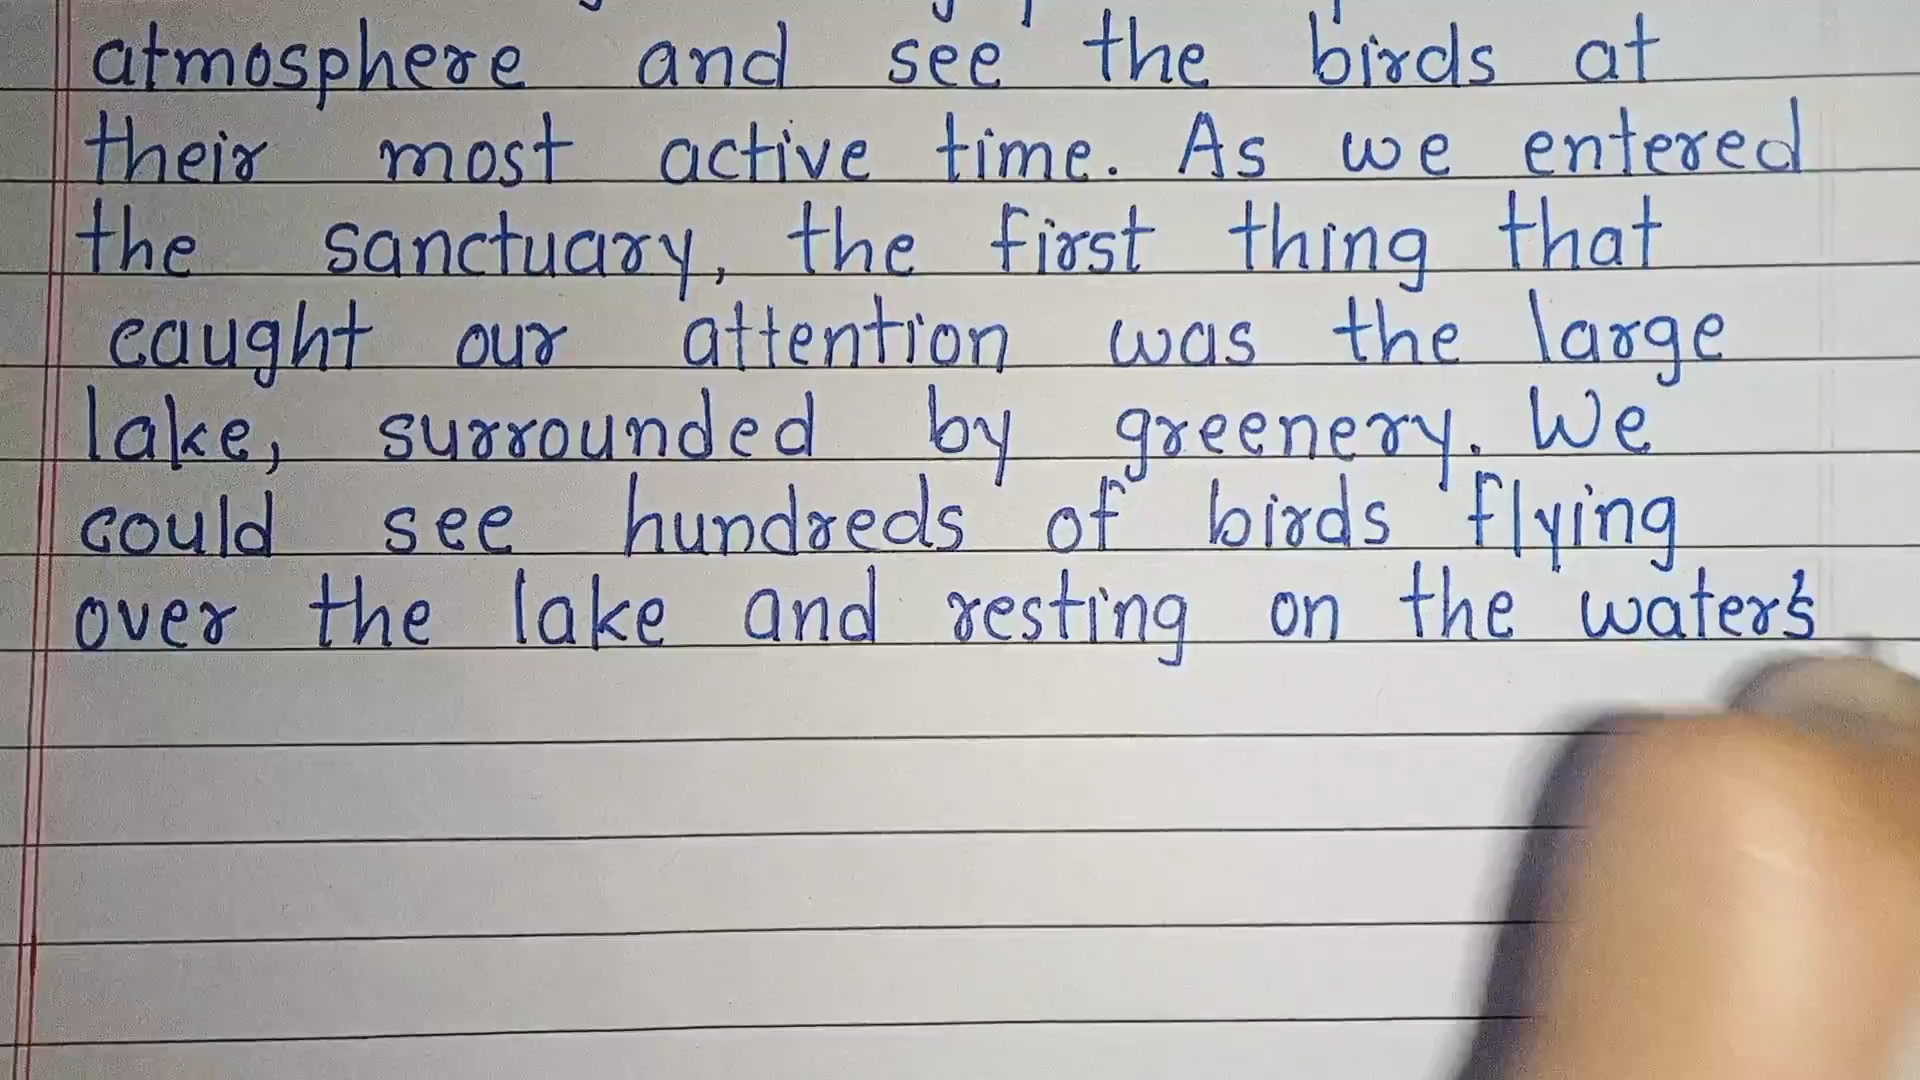 atmosphere and see the birds at
their most active time. As we entered
the sanctuary, the first thing that
caught our attention was the large
lake, surrounded by greenery. We
could see hundreds of birds flying
over the lake and resting on the water's